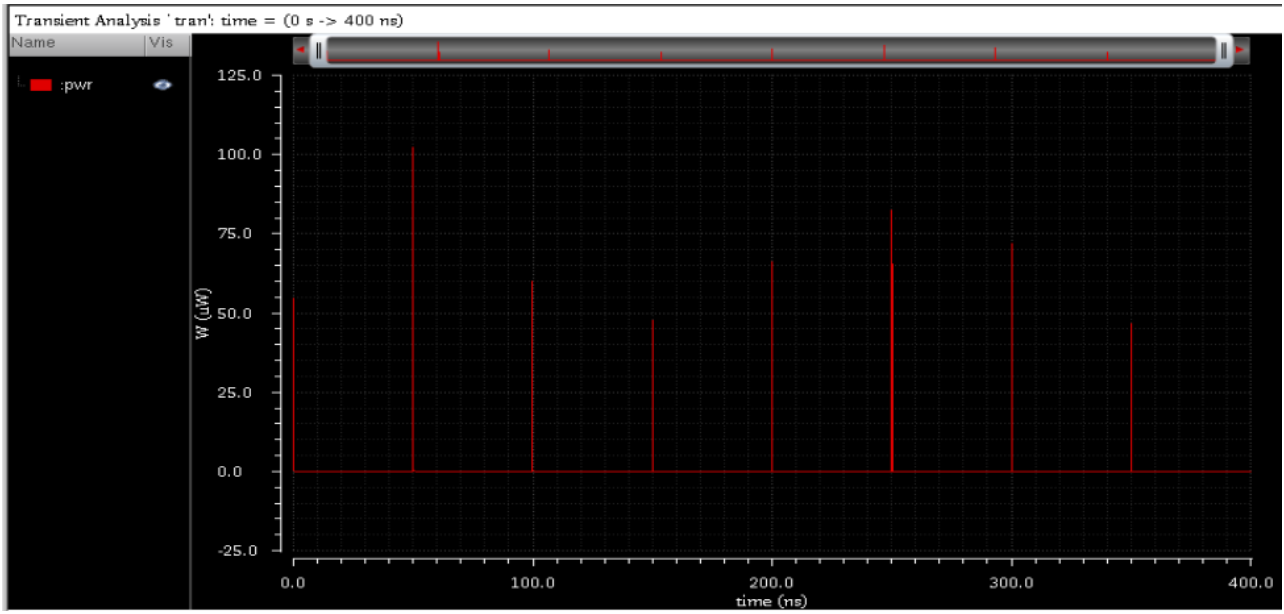 Transient Analysis `tran': time = (0 s -> 400 ns)
Name Vis
:pwr
125.0
100.0
75.0
50.0
25.0
0.0
-25.0
W (uW)
0.0 100.0 200.0 300.0 400.0
time (ns)